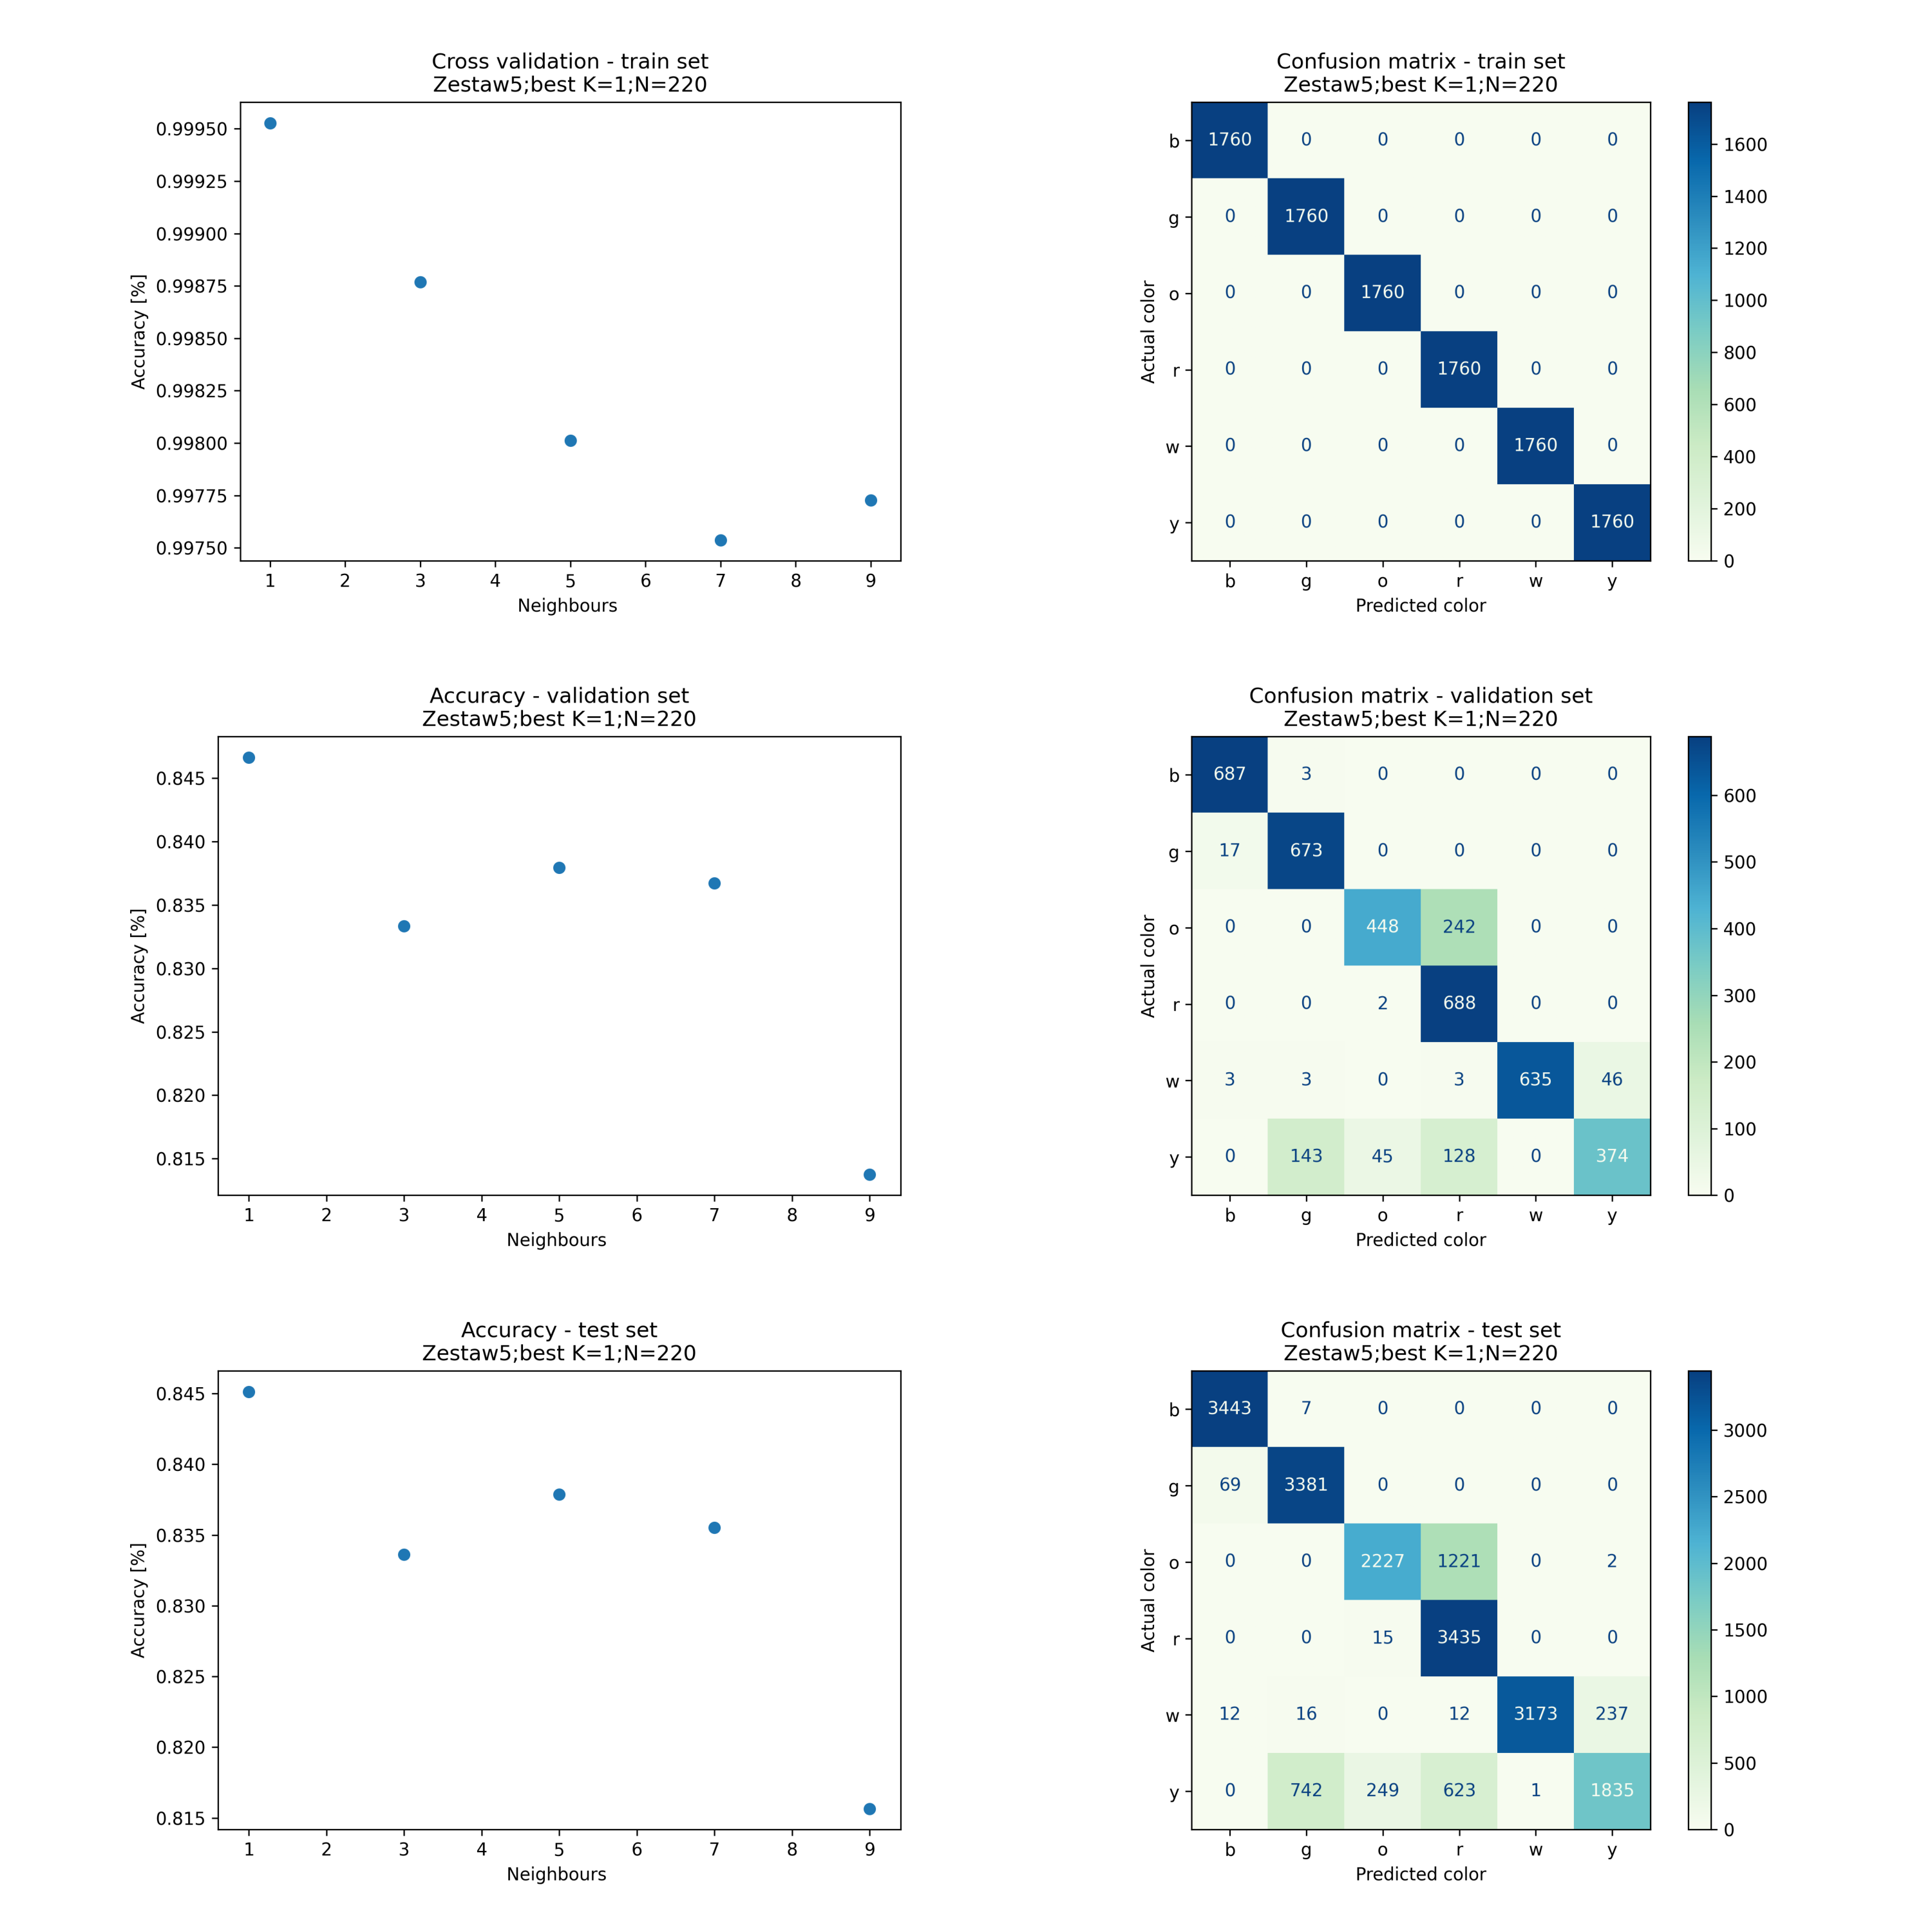 Cross validation - train set
Zestaw5;best K=1;N=220
0.99950
0.99925
0.99900
0.99875
0.99850
0.99825
0.99800
0.99775
0.99750
Accuracy [%]
1 2 3 4 5 6 7 8 9
Neighbours
Confusion matrix - train set
Zestaw5;best K=1;N=220
Actual color
b 1760 0 0 0 0 0
g 0 1760 0 0 0 0
o 0 0 1760 0 0 0
r 0 0 0 1760 0 0
w 0 0 0 0 1760 0
y 0 0 0 0 0 1760
b g o r w y
Predicted color
1600
1400
1200
1000
800
600
400
200
0
Accuracy - validation set
Zestaw5;best K=1;N=220
0.845
0.840
0.835
0.830
0.825
0.820
0.815
Accuracy [%]
1 2 3 4 5 6 7 8 9
Neighbours
Confusion matrix - validation set
Zestaw5;best K=1;N=220
Actual color
b 687 3 0 0 0 0
g 17 673 0 0 0 0
o 0 0 448 242 0 0
r 0 0 2 688 0 0
w 3 3 0 3 635 46
y 0 143 45 128 0 374
b g o r w y
Predicted color
600
500
400
300
200
100
0
Accuracy - test set
Zestaw5;best K=1;N=220
0.845
0.840
0.835
0.830
0.825
0.820
0.815
Accuracy [%]
1 2 3 4 5 6 7 8 9
Neighbours
Confusion matrix - test set
Zestaw5;best K=1;N=220
Actual color
b 3443 7 0 0 0 0
g 69 3381 0 0 0 0
o 0 0 2227 1221 0 2
r 0 0 15 3435 0 0
w 12 16 0 12 3173 237
y 0 742 249 623 1 1835
b g o r w y
Predicted color
3000
2500
2000
1500
1000
500
0